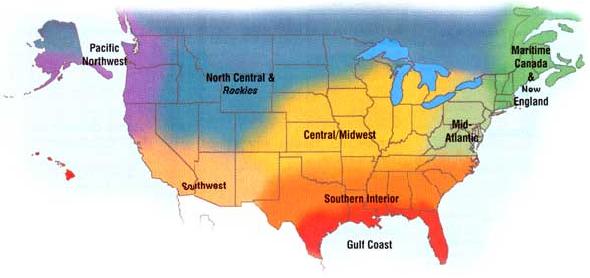 Pacific
Northwest
North Central &
Rockies
Maritime
Canada
&
New
England
Central/Midwest
Mid-
Atlantic
Southwest
Southern Interior
Gulf Coast